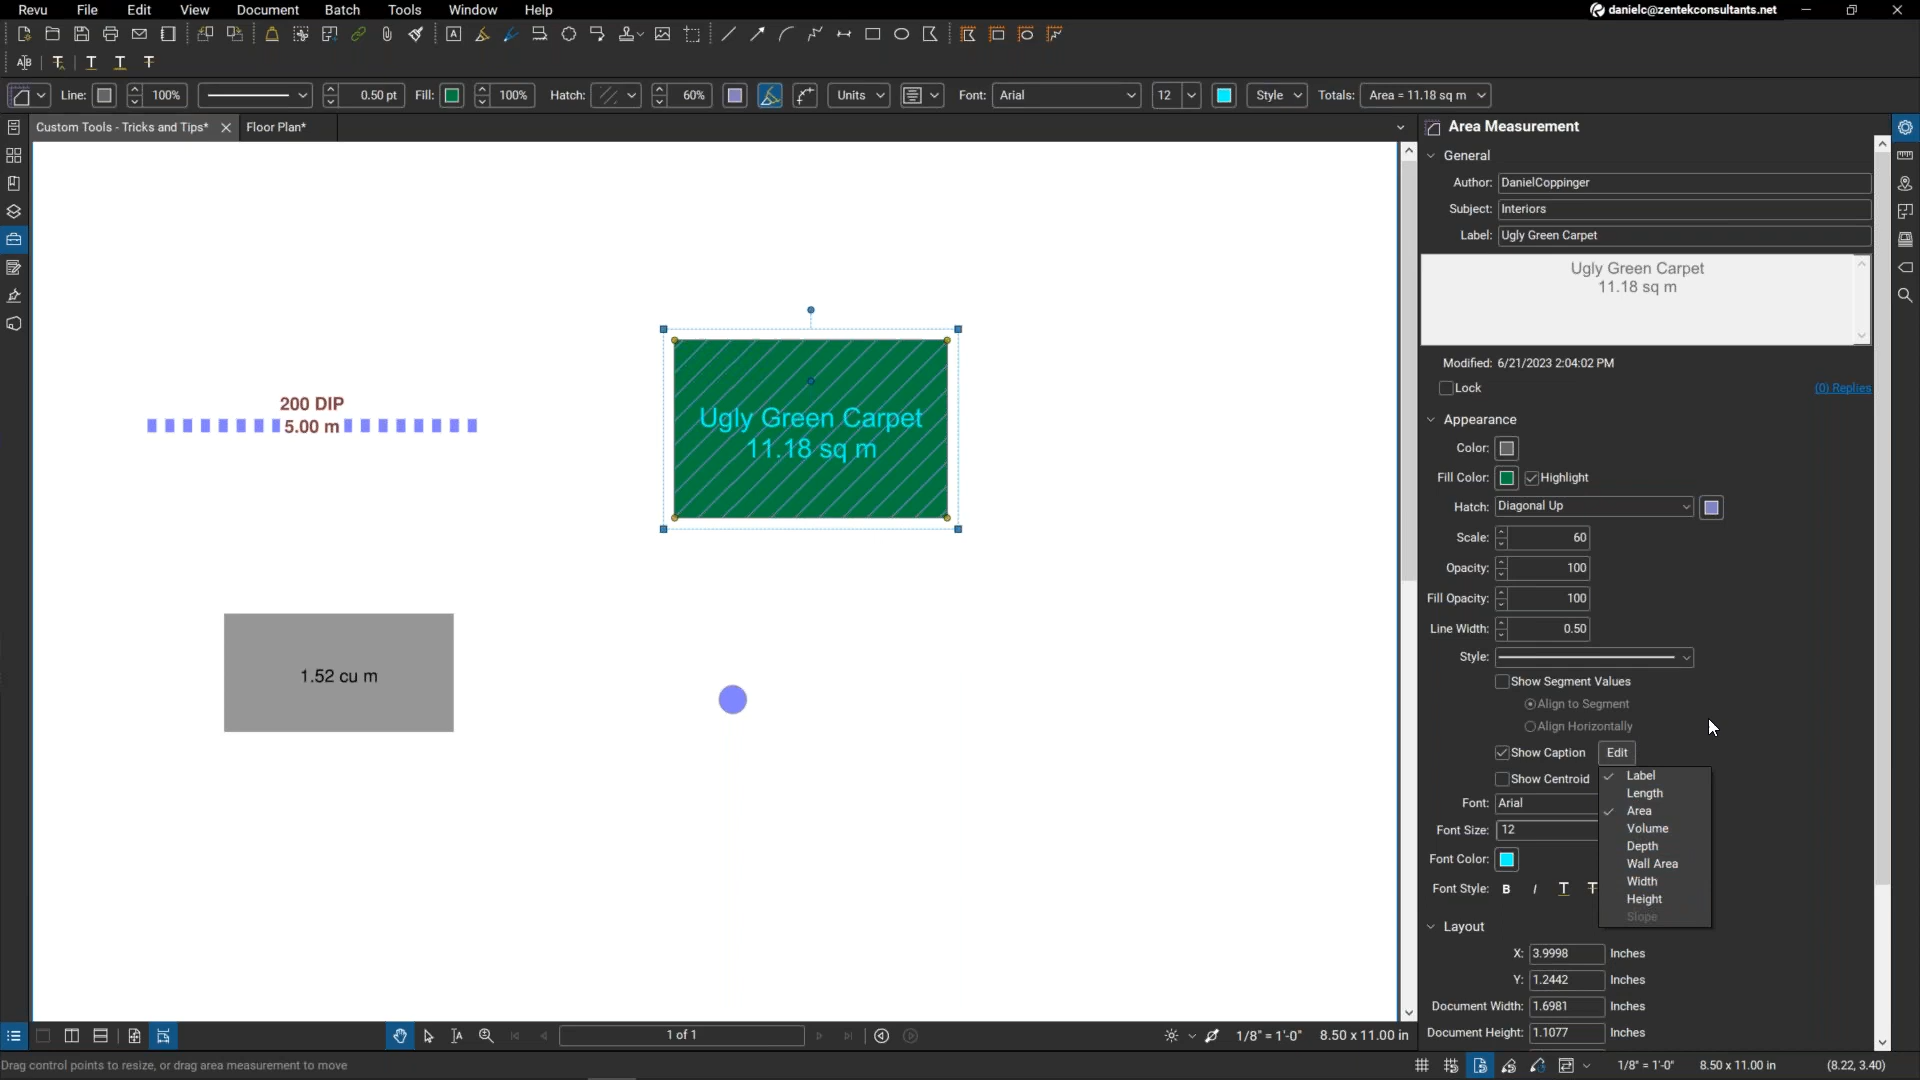 Revu File Edit View Document Batch Tools Window Help
danielc@zentekconsultants.net
Line: 100% 0.50 pt Fill: 100% Hatch: 60% Units Font: Arial 12 Style Totals: Area = 11.18 sq m
Custom Tools - Tricks and Tips* Floor Plan*
Area Measurement
General
Author: DanielCoppinger
Subject: Interiors
Label: Ugly Green Carpet
Ugly Green Carpet
11.18 sq m
Modified: 6/21/2023 2:04:02 PM
Lock (0) Replies
Appearance
Color:
Fill Color: Highlight
Hatch: Diagonal Up
Scale: 60
Opacity: 100
Fill Opacity: 100
Line Width: 0.50
Style:
Show Segment Values
Align to Segment
Align Horizontally
Show Caption Edit
Show Centroid
Label
Length
Area
Volume
Depth
Wall Area
Width
Height
Slope
Font: Arial
Font Size: 12
Font Color:
Font Style: B I T T
Layout
X: 3.9998 Inches
Y: 1.2442 Inches
Document Width: 1.6981 Inches
Document Height: 1.1077 Inches
200 DIP
5.00 m
Ugly Green Carpet
11.18 sq m
1.52 cu m
1 of 1
1/8" = 1'-0" 8.50 x 11.00 in
Drag control points to resize, or drag area measurement to move
1/8" = 1'-0" 8.50 x 11.00 in (8.22, 3.40)